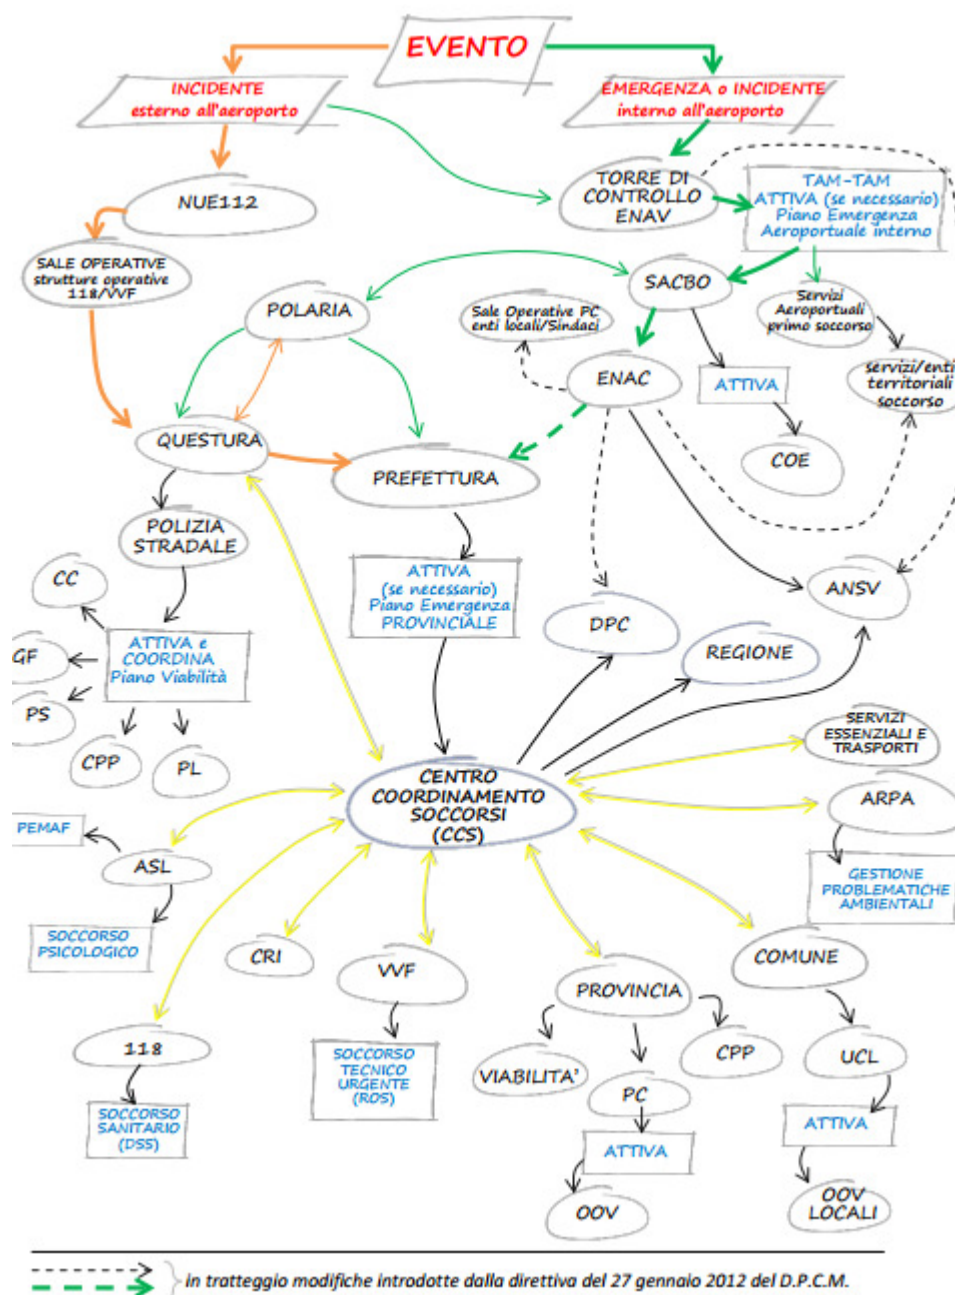 EVENTO
INCIDENTE
esterno all'aeroporto
EMERGENZA o INCIDENTE
interno all'aeroporto
NUE112
TORRE DI
CONTROLLO
ENAV
TAM-TAM
ATTIVA (se necessario)
Piano Emergenza
Aeroportuale interno
SALE OPERATIVE
strutture operative
118/VVF
POLARIA
Sale Operative PC
enti locali/Sindaci
SACBO
Servizi
Aeroportuali
primo soccorso
ENAC
ATTIVA
servizi/enti
territoriali
soccorso
QUESTURA
PREFETTURA
COE
POLIZIA
STRADALE
CC
ATTIVA
(se necessario)
Piano Emergenza
PROVINCIALE
ANSV
DPC
REGIONE
GF
ATTIVA e
COORDINA
Piano Viabilità
PS
CPP
PL
SERVIZI
ESSENZIALI E
TRASPORTI
CENTRO
COORDINAMENTO
SOCCORSI
(CCS)
ARPA
PEMAF
ASL
GESTIONE
PROBLEMATICHE
AMBIENTALI
SOCCORSO
PSICOLOGICO
CRI
VVF
PROVINCIA
COMUNE
118
SOCCORSO
TECNICO
URGENTE
(ROS)
VIABILITA'
PC
CPP
UCL
SOCCORSO
SANITARIO
(DSS)
ATTIVA
ATTIVA
OOV
OOV
LOCALI
in tratteggio modifiche introdotte dalla direttiva del 27 gennaio 2012 del D.P.C.M.